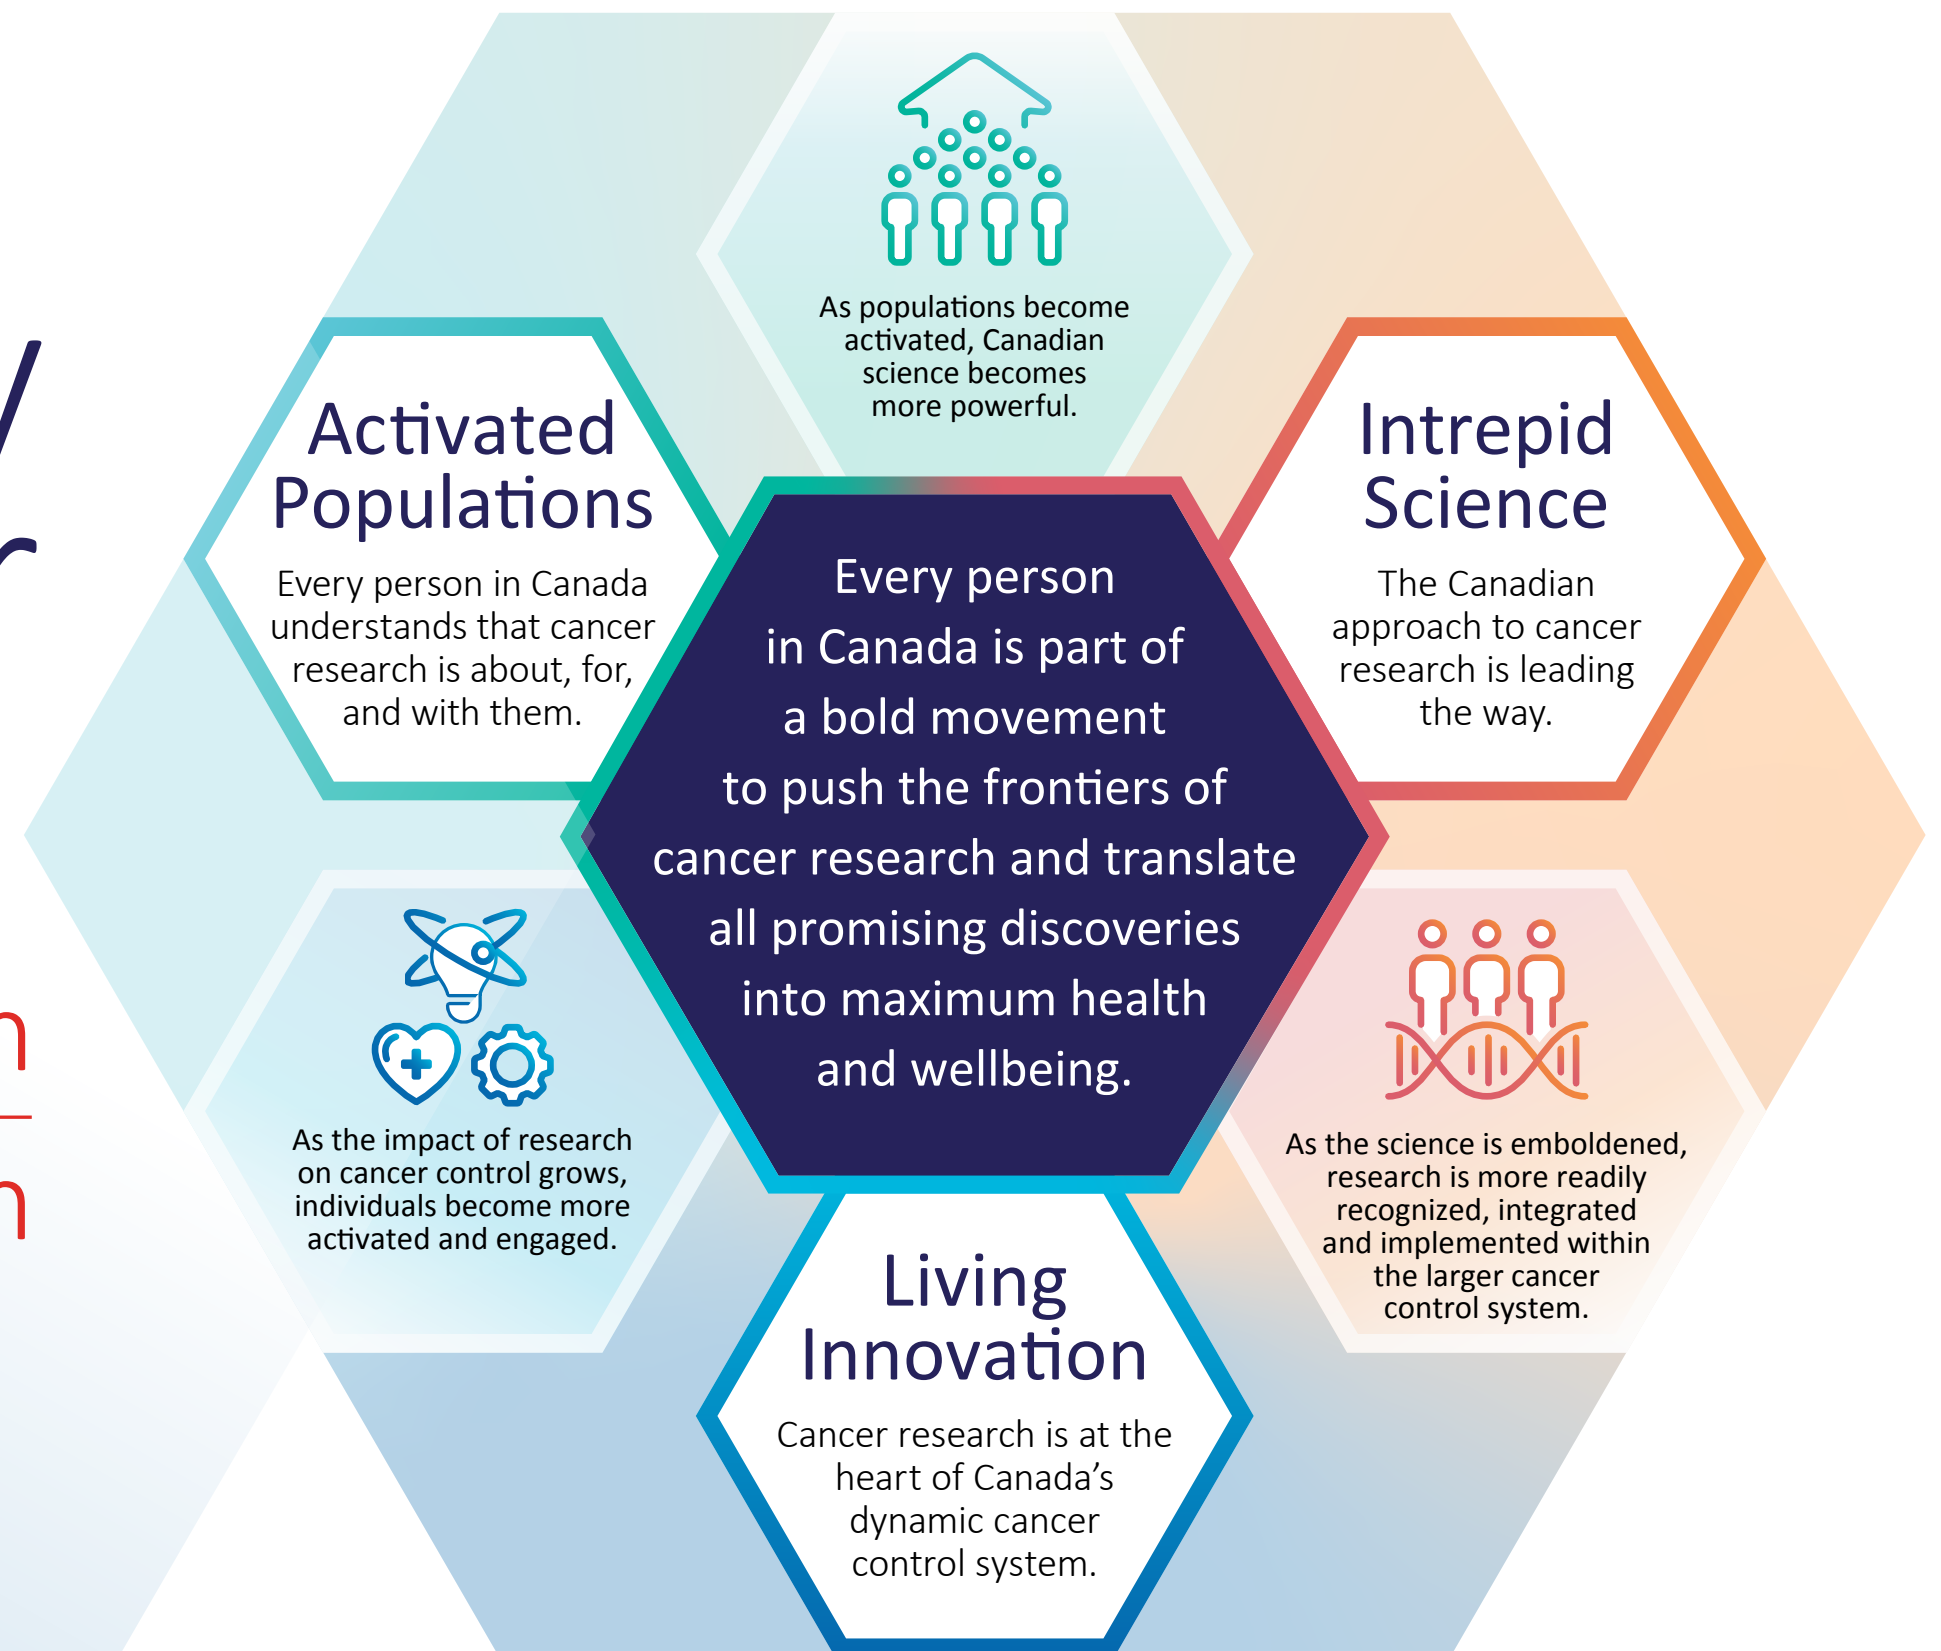 As populations become
activated, Canadian
science becomes
more powerful.
Activated
Populations
Every person in Canada
understands that cancer
research is about, for,
and with them.
Intrepid
Science
The Canadian
approach to cancer
research is leading
the way.
Every person
in Canada is part of
a bold movement
to push the frontiers of
cancer research and translate
all promising discoveries
into maximum health
and wellbeing.
As the impact of research
on cancer control grows,
individuals become more
activated and engaged.
As the science is emboldened,
research is more readily
recognized, integrated
and implemented within
the larger cancer
control system.
Living
Innovation
Cancer research is at the
heart of Canada’s
dynamic cancer
control system.